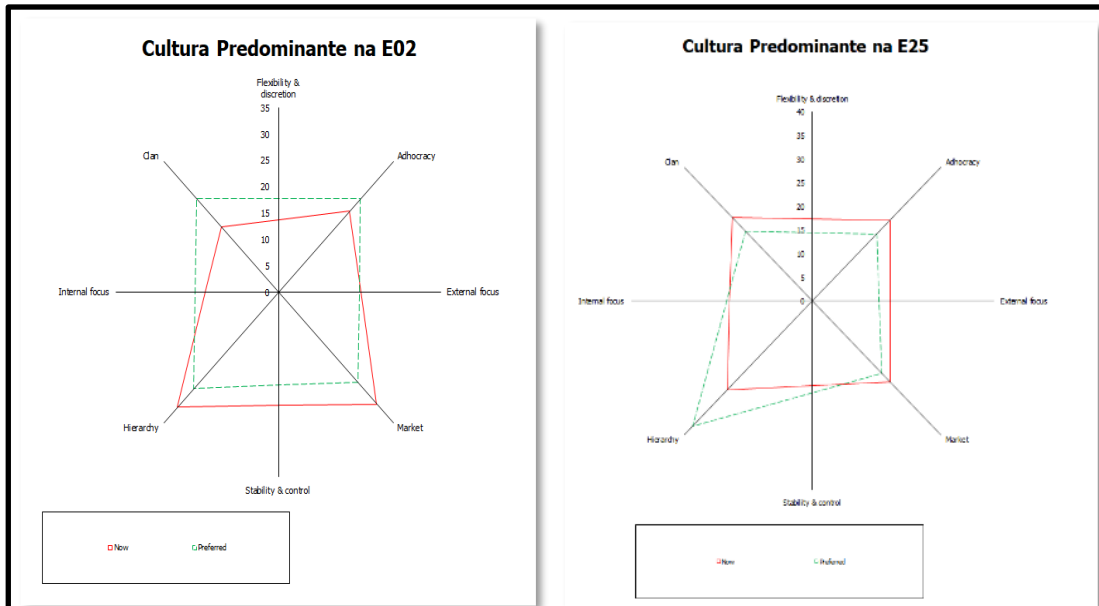 Cultura Predominante na E02
Flexibility &
discretion
35
30
25
20
15
10
5
0
Clan
Adhocracy
Internal focus
External focus
Hierarchy
Market
Stability & control
Now
Preferred
Cultura Predominante na E25
Flexibility & discretion
40
35
30
25
20
15
10
5
0
Clan
Adhocracy
Internal focus
External focus
Hierarchy
Market
Stability & control
Now
Preferred